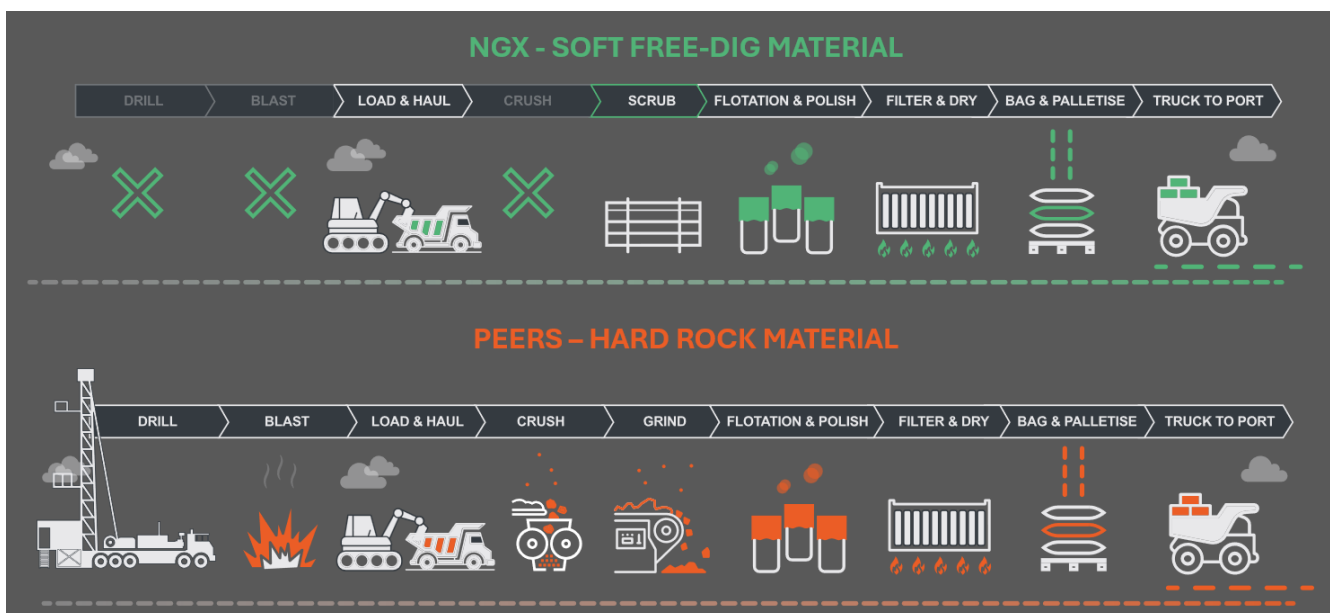 NGX - SOFT FREE-DIG MATERIAL
DRILL BLAST LOAD & HAUL CRUSH SCRUB FLOTATION & POLISH FILTER & DRY BAG & PALLETISE TRUCK TO PORT
PEERS – HARD ROCK MATERIAL
DRILL BLAST LOAD & HAUL CRUSH GRIND FLOTATION & POLISH FILTER & DRY BAG & PALLETISE TRUCK TO PORT